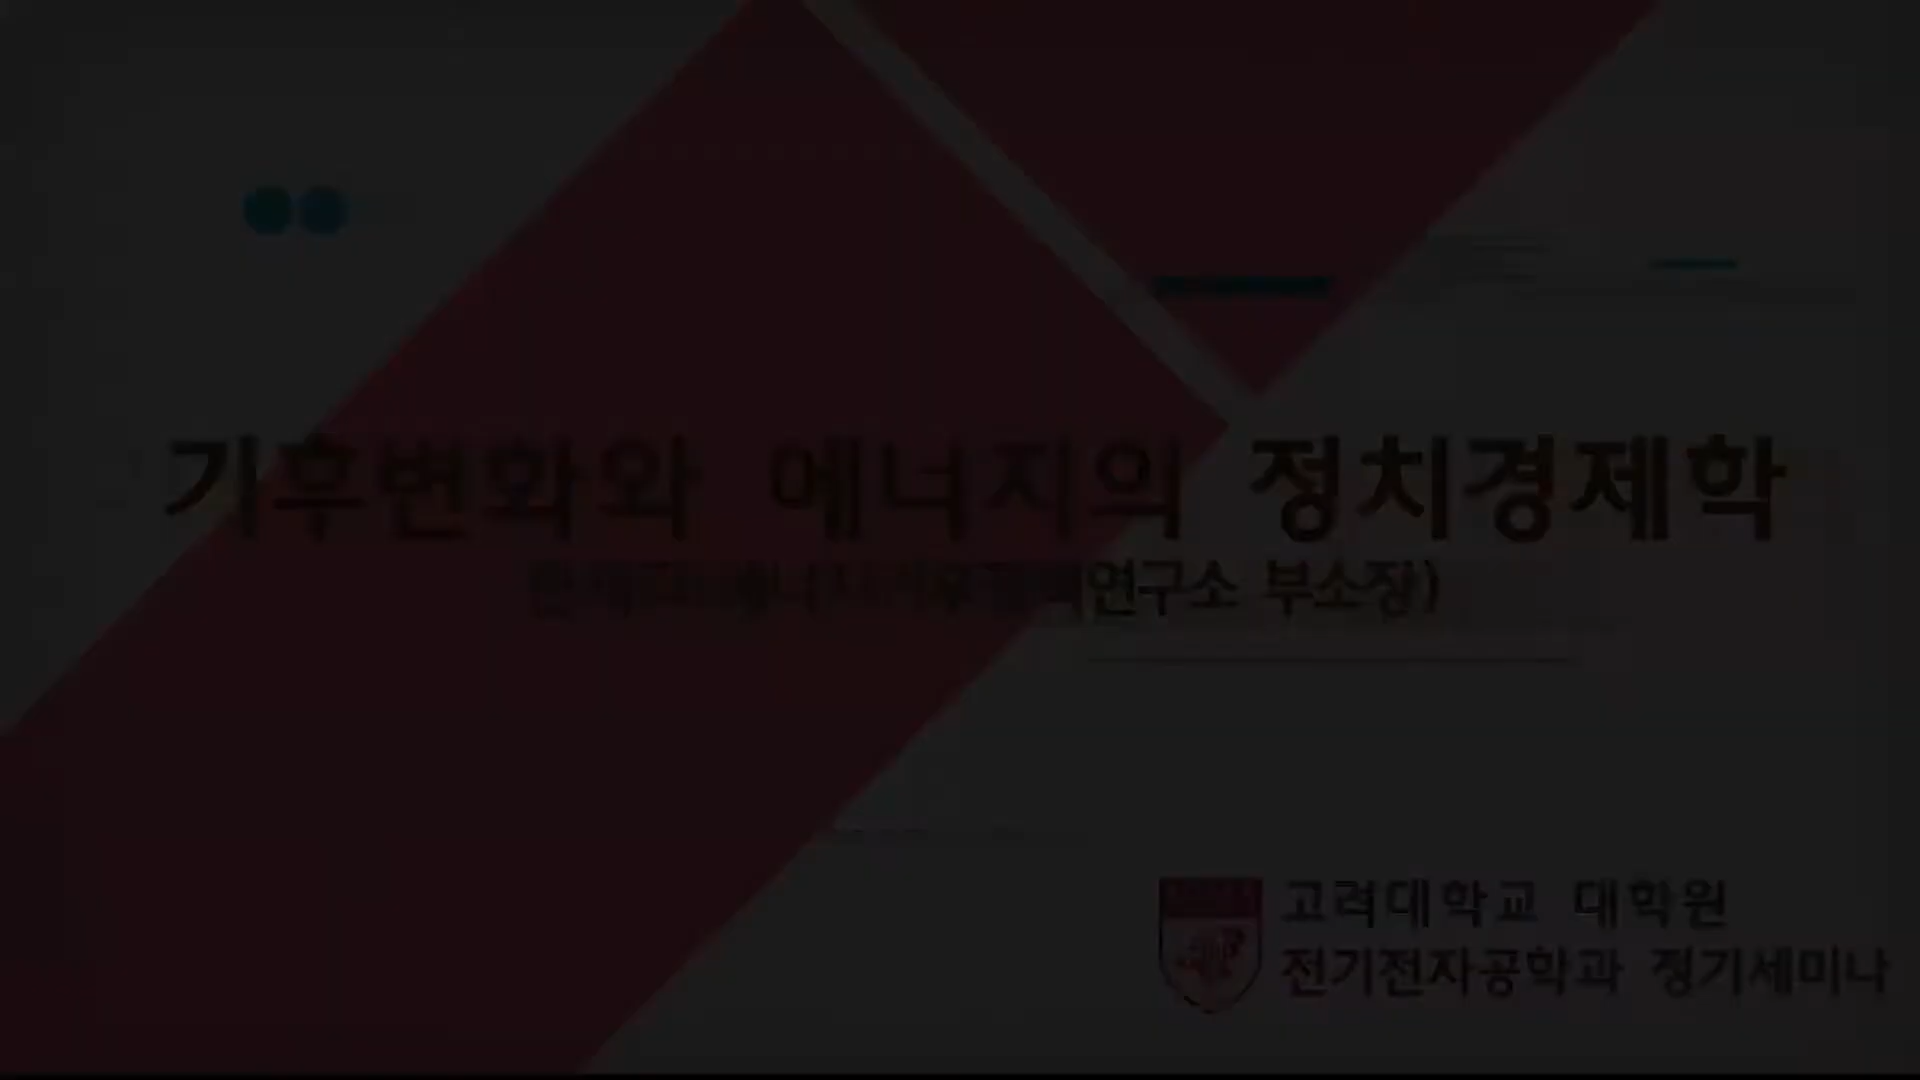 기후변화와 에너지의 정치경제학
연구소 부소장)
고려대학교 대학원
전기전자공학과 정기세미나